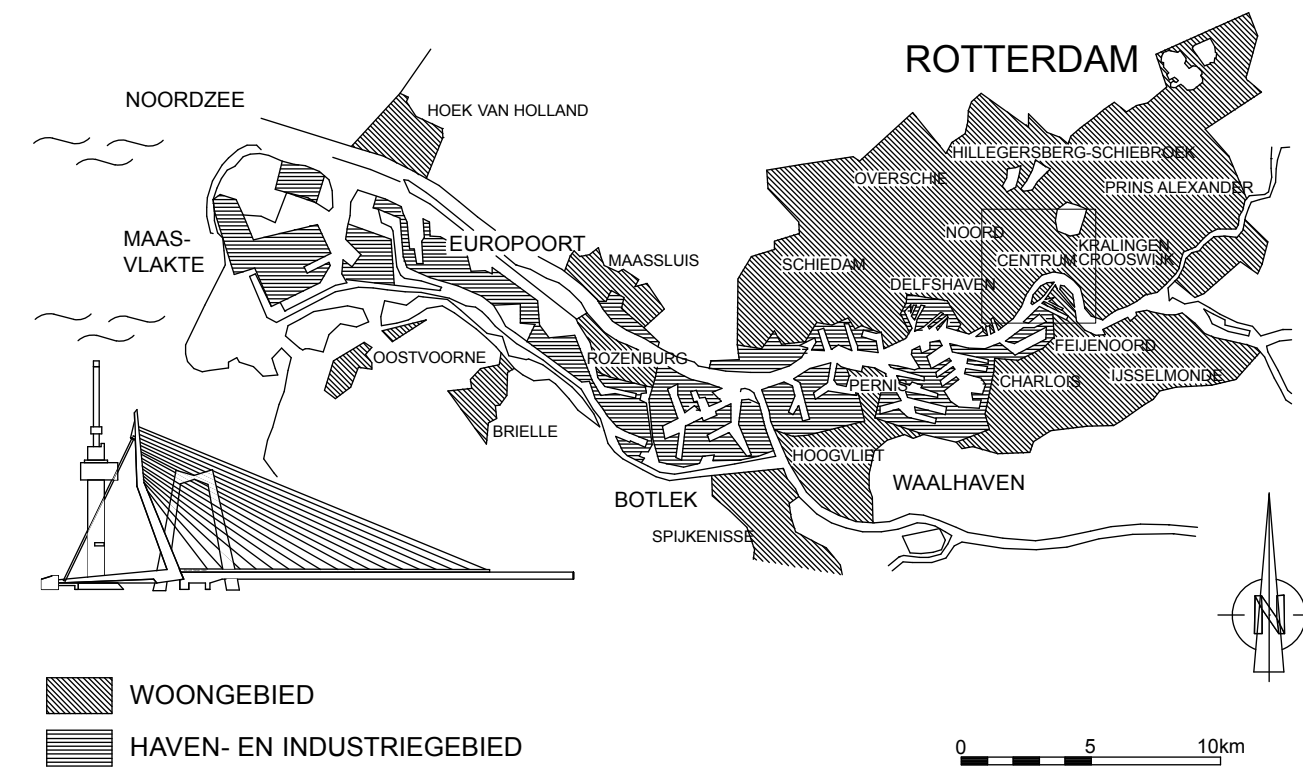 ROTTERDAM
NOORDZEE
HOEK VAN HOLLAND
HILLEGERSBERG-SCHIEBROEK
OVERSCHIE
PRINS ALEXANDER
MAAS-
VLAKTE
EUROPOORT
MAASSLUIS
SCHIEDAM
NOORD
CENTRUM
KRALINGEN
CROOSWIJK
DELFSHAVEN
OOSTVOORNE
ROZENBURG
PERNIS
FEIJENOORD
CHARLOIS
IJSSELMONDE
BRIELLE
HOOGVLIET
BOTLEK
WAALHAVEN
SPIJKENISSE
N
WOONGEBIED
HAVEN- EN INDUSTRIEGEBIED
0 5 10km